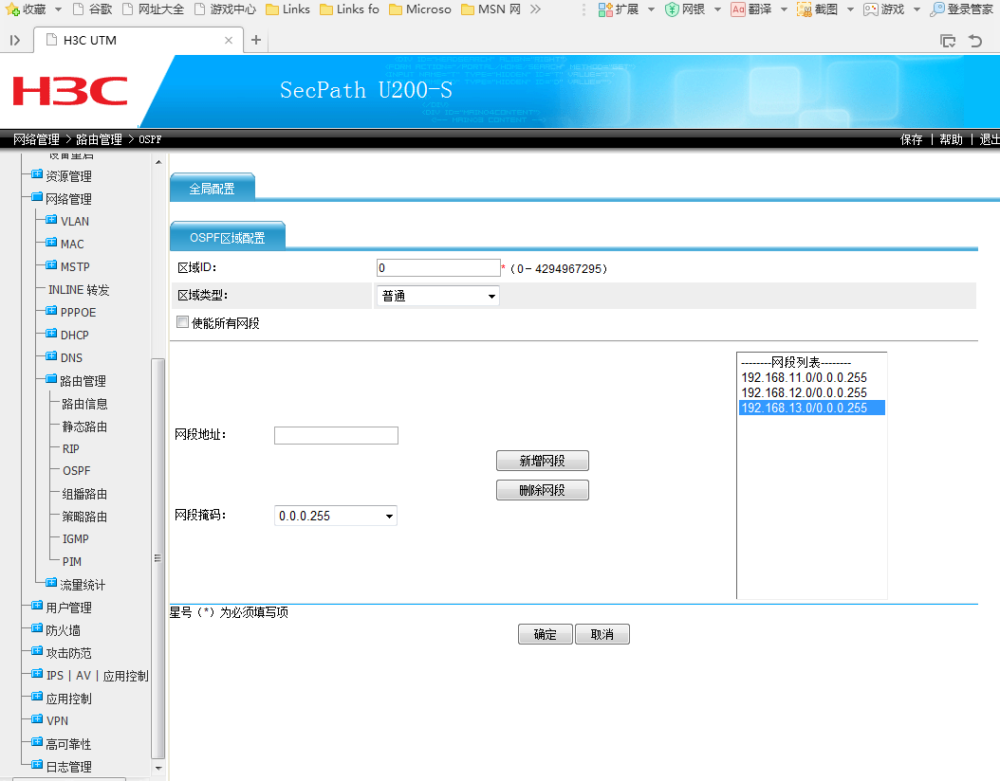 收藏 谷歌 网址大全 游戏中心 Links Links fo Microso MSN 网 扩展 网银 翻译 截图 游戏 登录管家
H3C UTM
H3C SecPath U200-S
网络管理 > 路由管理 > OSPF 保存 | 帮助 | 退出
设备重启
资源管理
网络管理
VLAN
MAC
MSTP
INLINE 转发
PPPOE
DHCP
DNS
路由管理
路由信息
静态路由
RIP
OSPF
组播路由
策略路由
IGMP
PIM
流量统计
用户管理
防火墙
攻击防范
IPS | AV | 应用控制
应用控制
VPN
高可靠性
日志管理
全局配置
OSPF区域配置
区域ID: 0 *（0－4294967295）
区域类型: 普通
使能所有网段
网段地址:
新增网段
删除网段
网段掩码: 0.0.0.255
--------网段列表--------
192.168.11.0/0.0.0.255
192.168.12.0/0.0.0.255
192.168.13.0/0.0.0.255
星号（*）为必须填写项
确定 取消